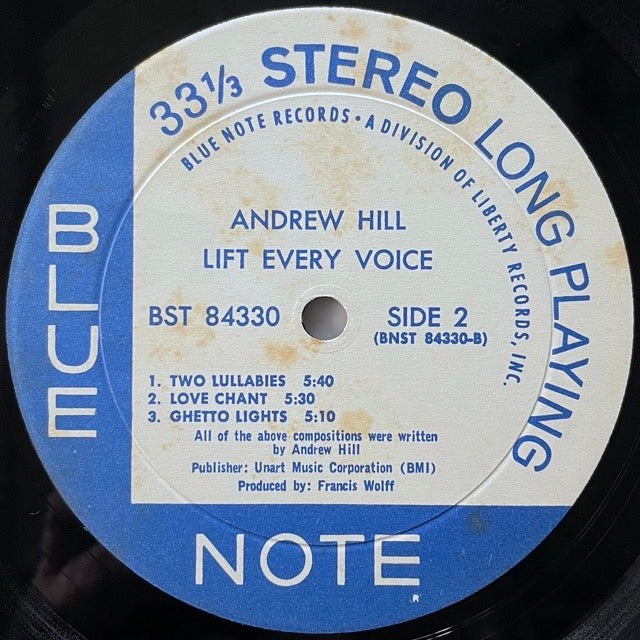 33⅓ STEREO LONG PLAYING
BLUE NOTE RECORDS • A DIVISION OF LIBERTY RECORDS, INC.
BLUE
ANDREW HILL
LIFT EVERY VOICE
BST 84330 SIDE 2
(BNST 84330-B)
1. TWO LULLABIES 5:40
2. LOVE CHANT 5:30
3. GHETTO LIGHTS 5:10
All of the above compositions were written
by Andrew Hill
Publisher: Unart Music Corporation (BMI)
Produced by: Francis Wolff
NOTE
R